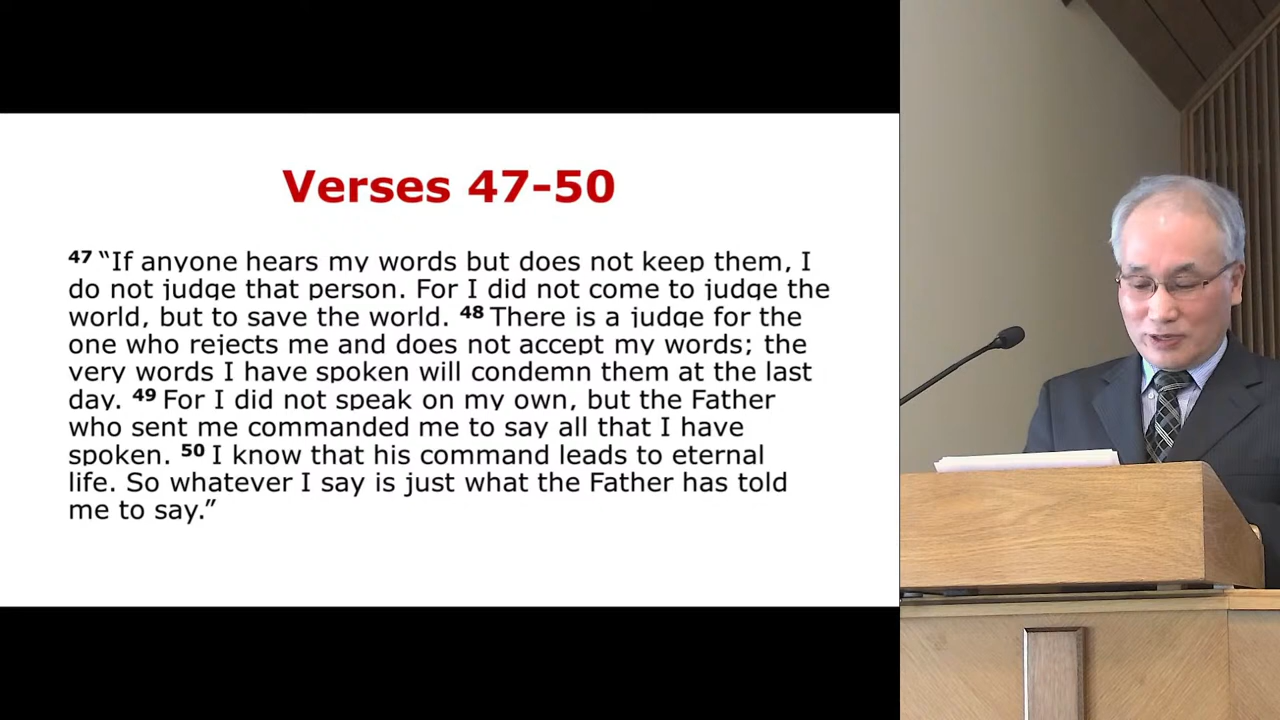 Verses 47-50
47 “If anyone hears my words but does not keep them, I
do not judge that person. For I did not come to judge the
world, but to save the world. 48 There is a judge for the
one who rejects me and does not accept my words; the
very words I have spoken will condemn them at the last
day. 49 For I did not speak on my own, but the Father
who sent me commanded me to say all that I have
spoken. 50 I know that his command leads to eternal
life. So whatever I say is just what the Father has told
me to say.”